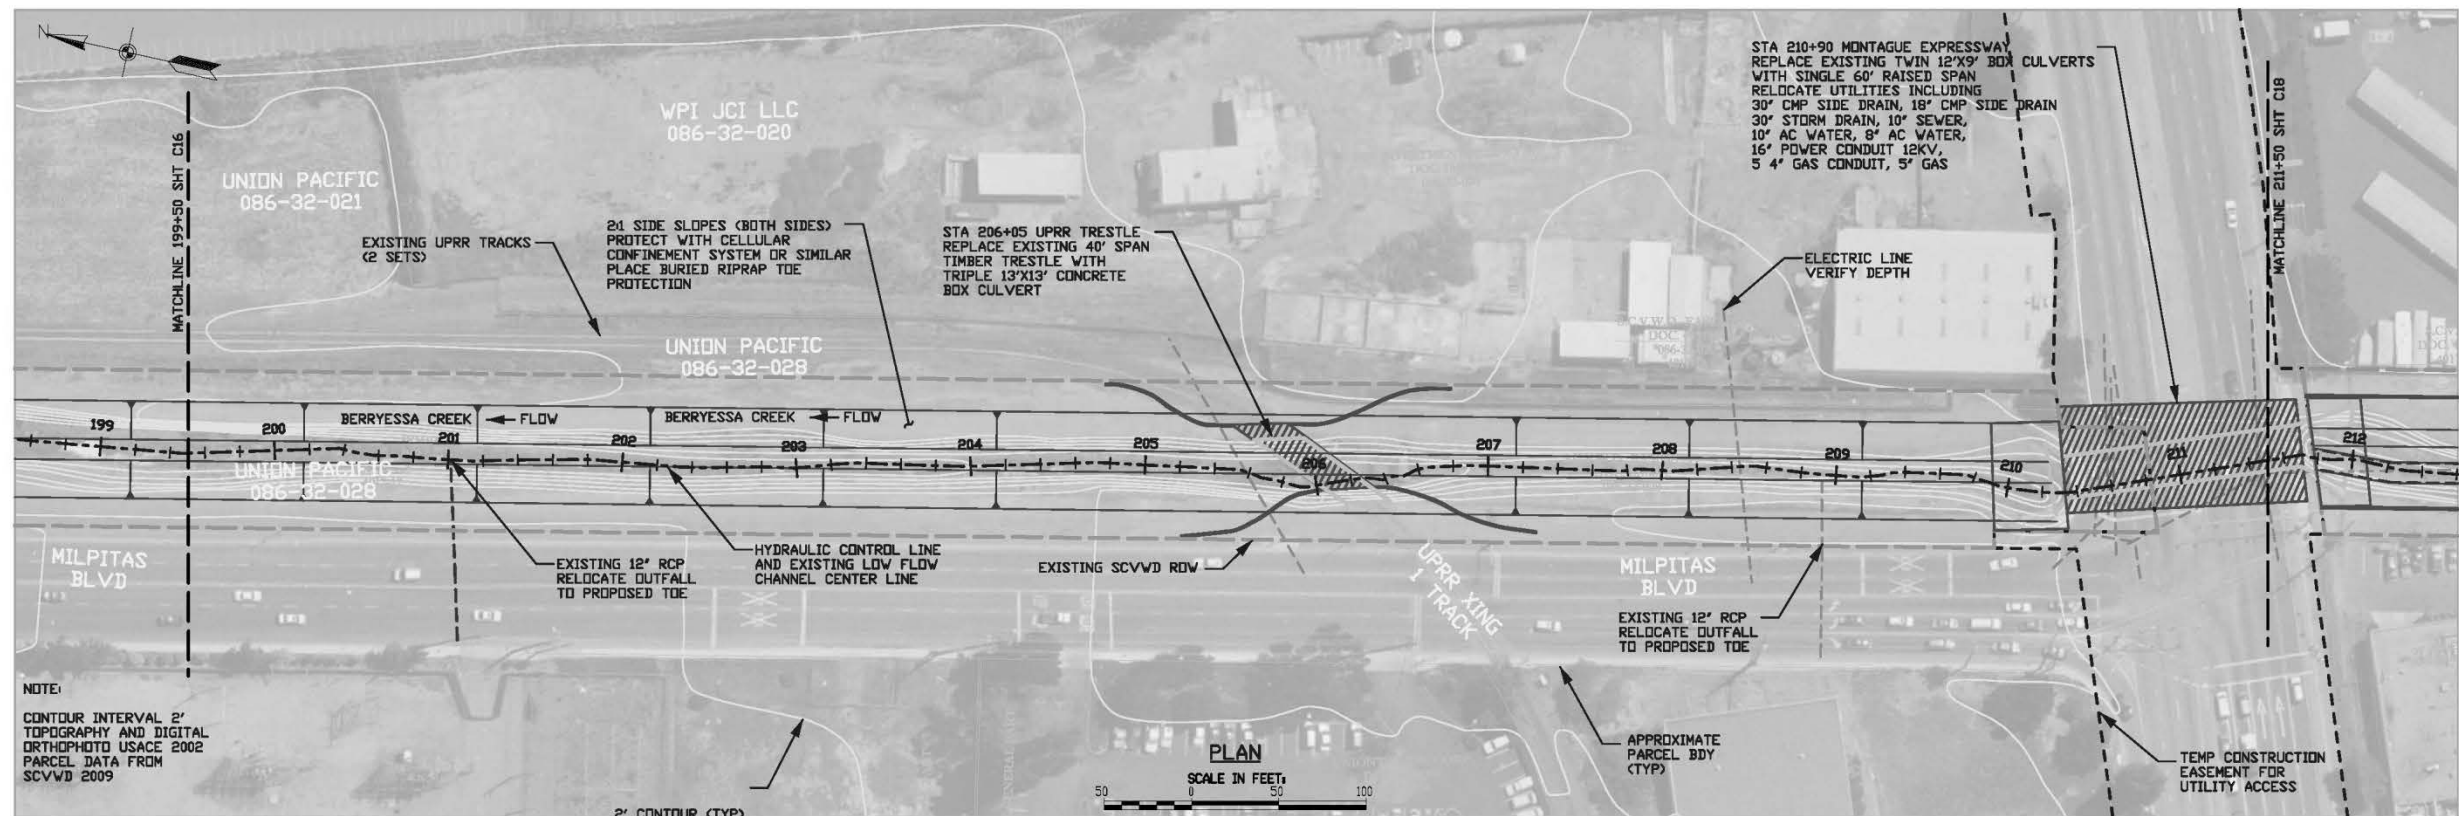 N
STA 210+90 MONTAGUE EXPRESSWAY
REPLACE EXISTING TWIN 12'X9' BOX CULVERTS
WITH SINGLE 60' RAISED SPAN
RELOCATE UTILITIES INCLUDING
30" CMP SIDE DRAIN, 18" CMP SIDE DRAIN
30" STORM DRAIN, 10" SEWER,
10" AC WATER, 8" AC WATER,
16" POWER CONDUIT 12KV,
5 4" GAS CONDUIT, 5" GAS
MATCHLINE 199+50 SHT C16
MATCHLINE 211+50 SHT C18
WPI JCI LLC
086-32-020
UNION PACIFIC
086-32-021
EXISTING UPRR TRACKS
(2 SETS)
2:1 SIDE SLOPES (BOTH SIDES)
PROTECT WITH CELLULAR
CONFINEMENT SYSTEM OR SIMILAR
PLACE BURIED RIPRAP TOE
PROTECTION
STA 206+05 UPRR TRESTLE
REPLACE EXISTING 40' SPAN
TIMBER TRESTLE WITH
TRIPLE 13'X13' CONCRETE
BOX CULVERT
ELECTRIC LINE
VERIFY DEPTH
UNION PACIFIC
086-32-028
BERRYESSA CREEK FLOW
BERRYESSA CREEK FLOW
199
200
201
202
203
204
205
206
207
208
209
210
211
212
UNION PACIFIC
086-32-028
MILPITAS
BLVD
EXISTING 12" RCP
RELOCATE OUTFALL
TO PROPOSED TOE
HYDRAULIC CONTROL LINE
AND EXISTING LOW FLOW
CHANNEL CENTER LINE
EXISTING SCVWD ROW
UPRR XING
1 TRACK
MILPITAS
BLVD
EXISTING 12" RCP
RELOCATE OUTFALL
TO PROPOSED TOE
NOTE:
CONTOUR INTERVAL 2'
TOPOGRAPHY AND DIGITAL
ORTHOPHOTO USACE 2002
PARCEL DATA FROM
SCVWD 2009
2' CONTOUR (TYP)
PLAN
SCALE IN FEET:
50 0 50 100
APPROXIMATE
PARCEL BDY
(TYP)
TEMP CONSTRUCTION
EASEMENT FOR
UTILITY ACCESS